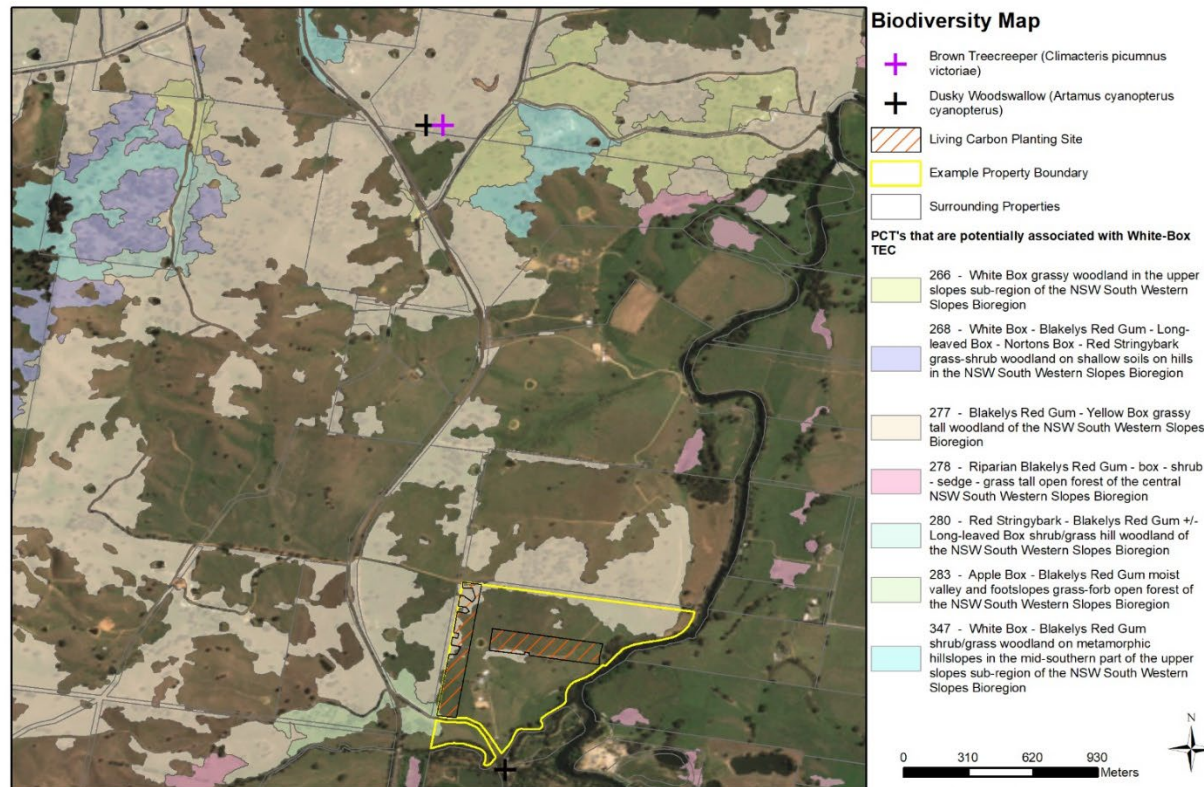 Biodiversity Map
Brown Treecreeper (Climacteris picumnus
victoriae)
Dusky Woodswallow (Artamus cyanopterus
cyanopterus)
Living Carbon Planting Site
Example Property Boundary
Surrounding Properties
PCT's that are potentially associated with White-Box
TEC
266 - White Box grassy woodland in the upper
slopes sub-region of the NSW South Western
Slopes Bioregion
268 - White Box - Blakelys Red Gum - Long-
leaved Box - Nortons Box - Red Stringybark
grass-shrub woodland on shallow soils on hills
in the NSW South Western Slopes Bioregion
277 - Blakelys Red Gum - Yellow Box grassy
tall woodland of the NSW South Western Slopes
Bioregion
278 - Riparian Blakelys Red Gum - box - shrub
- sedge - grass tall open forest of the central
NSW South Western Slopes Bioregion
280 - Red Stringybark - Blakelys Red Gum +/-
Long-leaved Box shrub/grass hill woodland of
the NSW South Western Slopes Bioregion
283 - Apple Box - Blakelys Red Gum moist
valley and footslopes grass-forb open forest of
the NSW South Western Slopes Bioregion
347 - White Box - Blakelys Red Gum
shrub/grass woodland on metamorphic
hillslopes in the mid-southern part of the upper
slopes sub-region of the NSW South Western
Slopes Bioregion
N
0 310 620 930
Meters